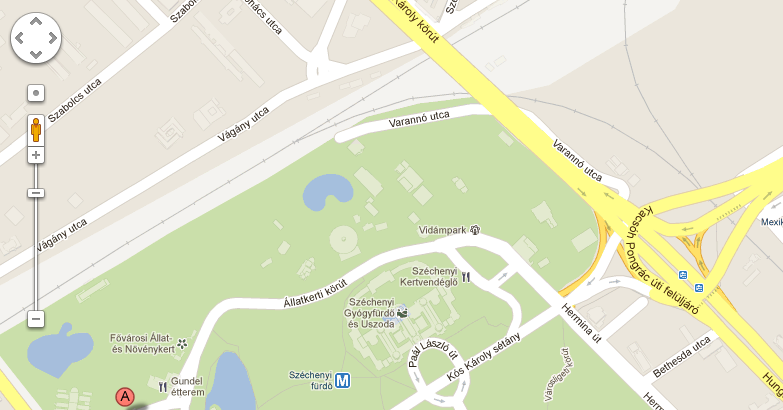 Szabolcs
Károly körút
Szabolcs utca
Vágány utca
Varannó utca
Varannó utca
Vágány utca
Kacsóh Pongrác úti felüljáró
Mexik
Vidámpark
Széchenyi
Kertvendéglő
Állatkerti körút
Széchenyi
Gyógyfürdő
és Uszoda
Hermina út
Fővárosi Állat-
és Növénykert
Paál László út
Kós Károly sétány
Bethesda utca
Városligeti körút
Széchenyi
fürdő
M
Gundel
étterem
A
Hung
Herm